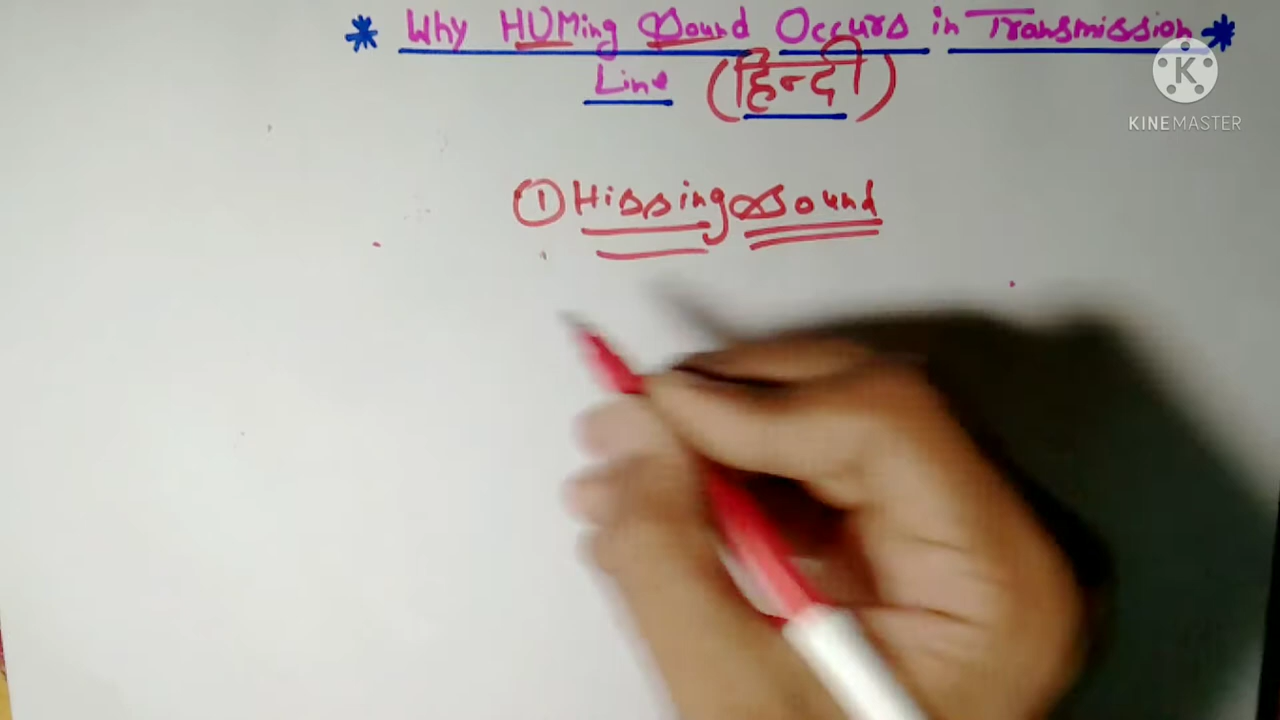 * Why HUMing Sound Occurs in Transmission *
Line (हिन्दी)
K
KINEMASTER
① Hissing Sound